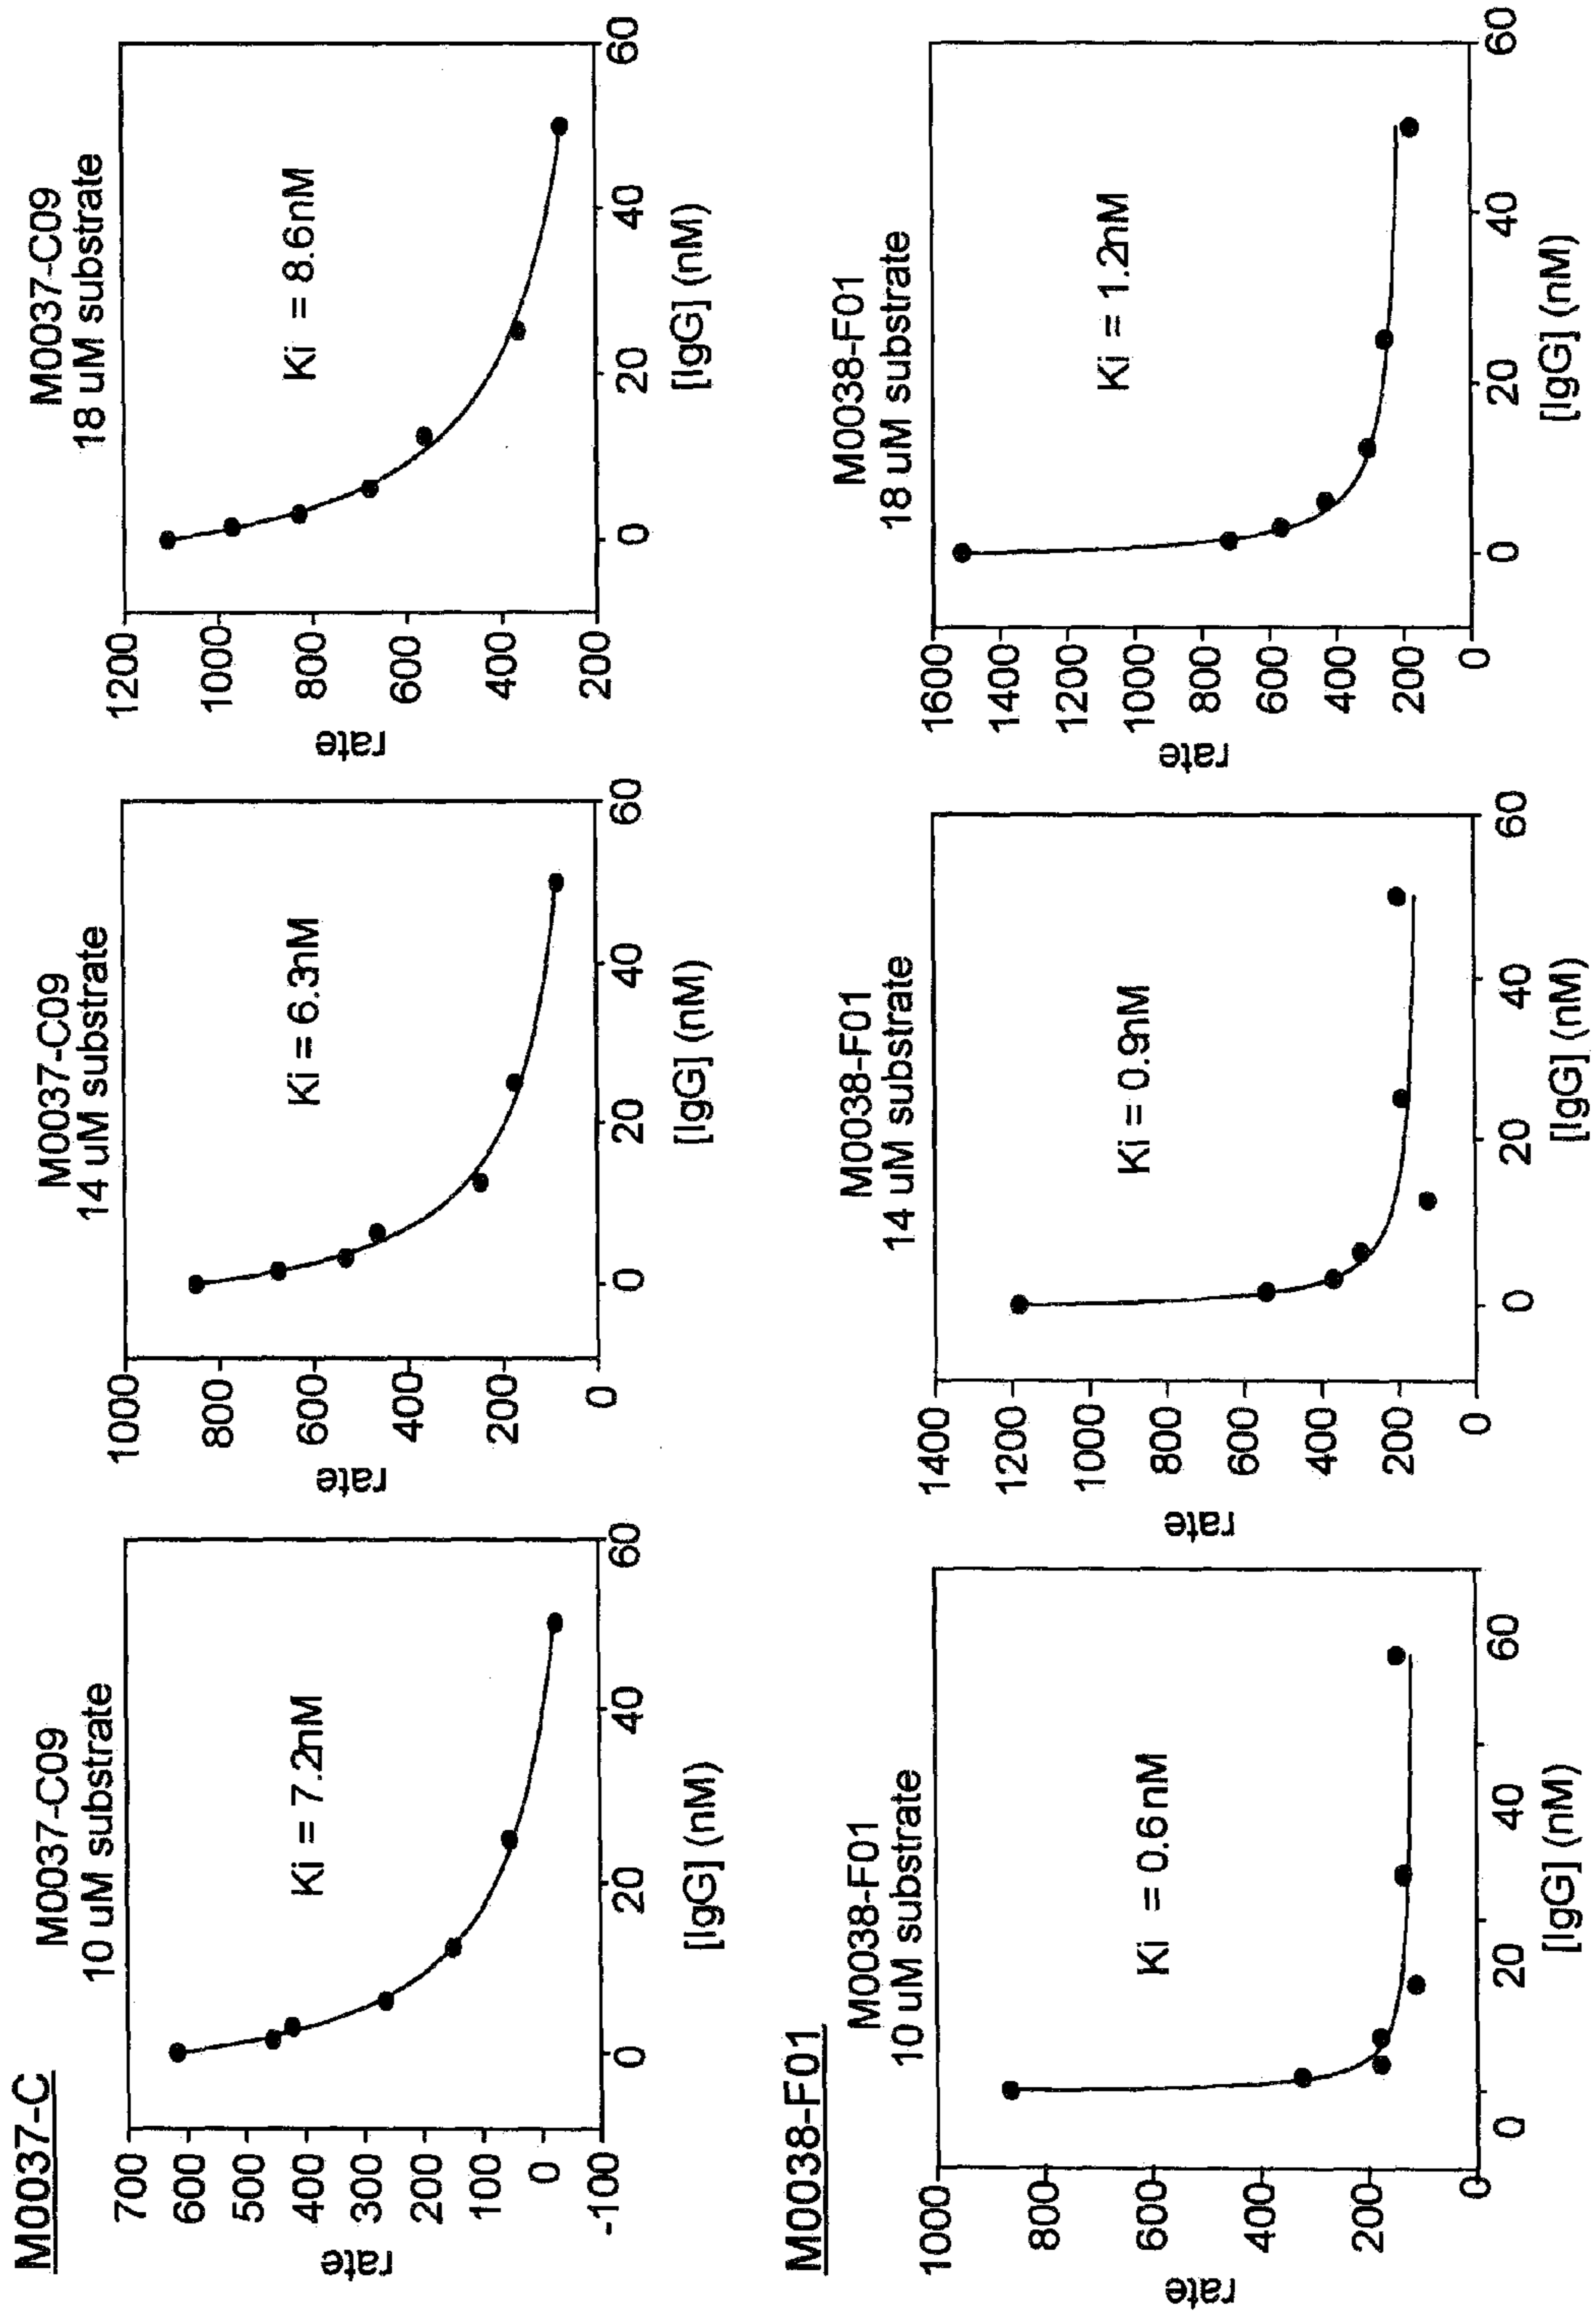 M0037-C
M0037-C09
10 uM substrate
700
600
500
400
300
200
100
0
-100
rate
Ki = 7.2nM
0
20
40
60
[IgG] (nM)
M0037-C09
14 uM substrate
1000
800
600
400
200
0
rate
Ki = 6.3nM
0
20
40
60
[IgG] (nM)
M0037-C09
18 uM substrate
1200
1000
800
600
400
200
rate
Ki = 8.6nM
0
20
40
60
[IgG] (nM)
M0038-F01
M0038-F01
10 uM substrate
1000
800
600
400
200
0
rate
Ki = 0.6nM
0
20
40
60
[IgG] (nM)
M0038-F01
14 uM substrate
1400
1200
1000
800
600
400
200
0
rate
Ki = 0.9nM
0
20
40
60
[IgG] (nM)
M0038-F01
18 uM substrate
1600
1400
1200
1000
800
600
400
200
0
rate
Ki = 1.2nM
0
20
40
60
[IgG] (nM)